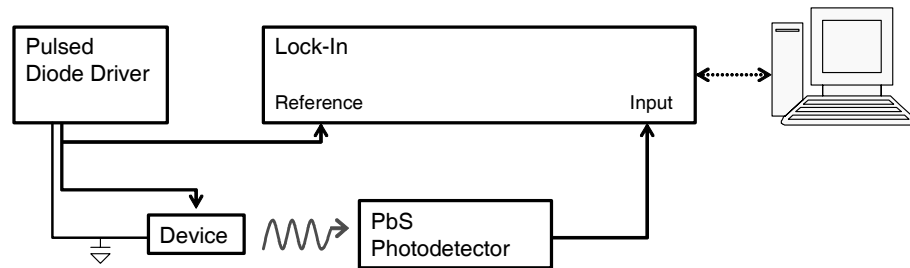 Pulsed
Diode Driver
Lock-In
Reference
Input
Device
PbS
Photodetector